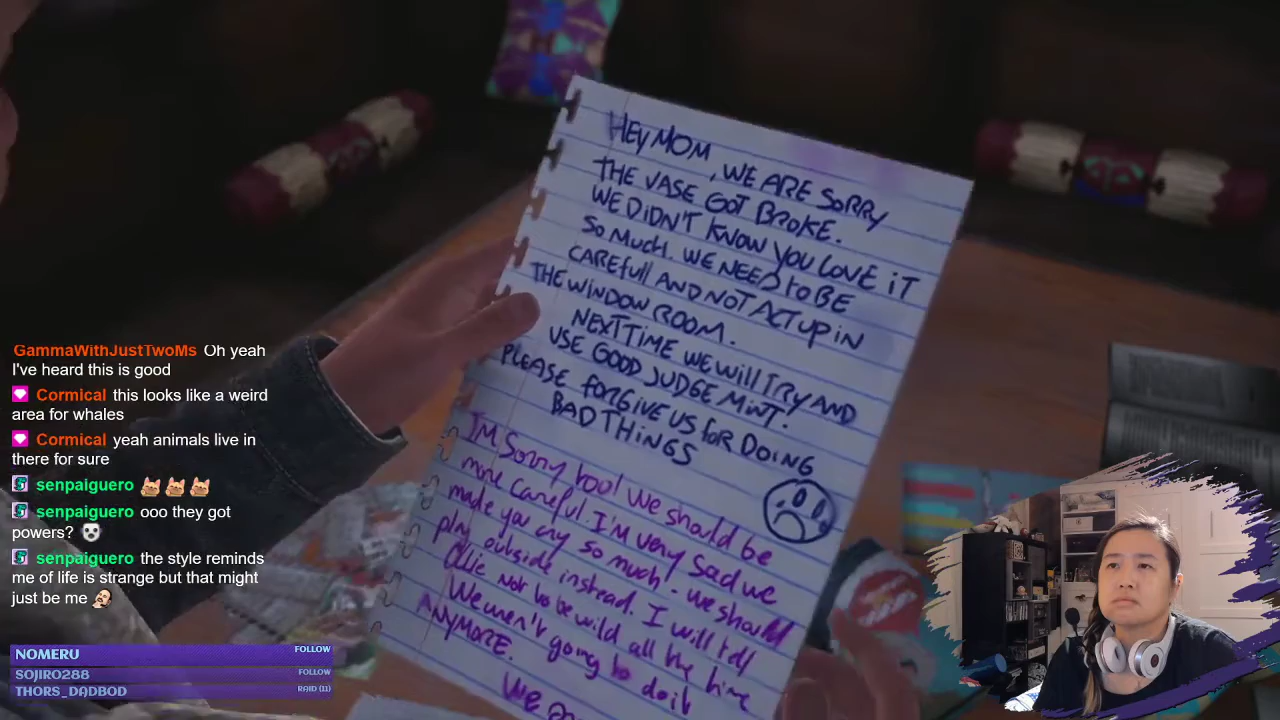 HEY MOM, WE ARE SORRY
THE VASE GOT BROKE.
WE DIDN'T KNOW YOU LOVE iT
SO MUCH. WE NEED to BE
CAREfull AND NOT ACT UP iN
THE WINDOW ROOM.
NEXT TIME WE Will TRY AND
USE GOOD JUDGE MiNT.
PLEASE FORGIVE US foR DOING
BAD THiNGS
I'M Sorry too! We should be
more careful. I'm very sad we
made you cry so much. We should
play outside instead. I will tell
Ollie not to be wild all the time
We weren't going to do it
ANYMORE.
GammaWithJustTwoMs Oh yeah
I've heard this is good
Cormical this looks like a weird
area for whales
Cormical yeah animals live in
there for sure
senpaiguero
senpaiguero ooo they got
powers?
senpaiguero the style reminds
me of life is strange but that might
just be me
NOMERU FOLLOW
SOJIRO288 FOLLOW
THORS_DADBOD RAID (11)